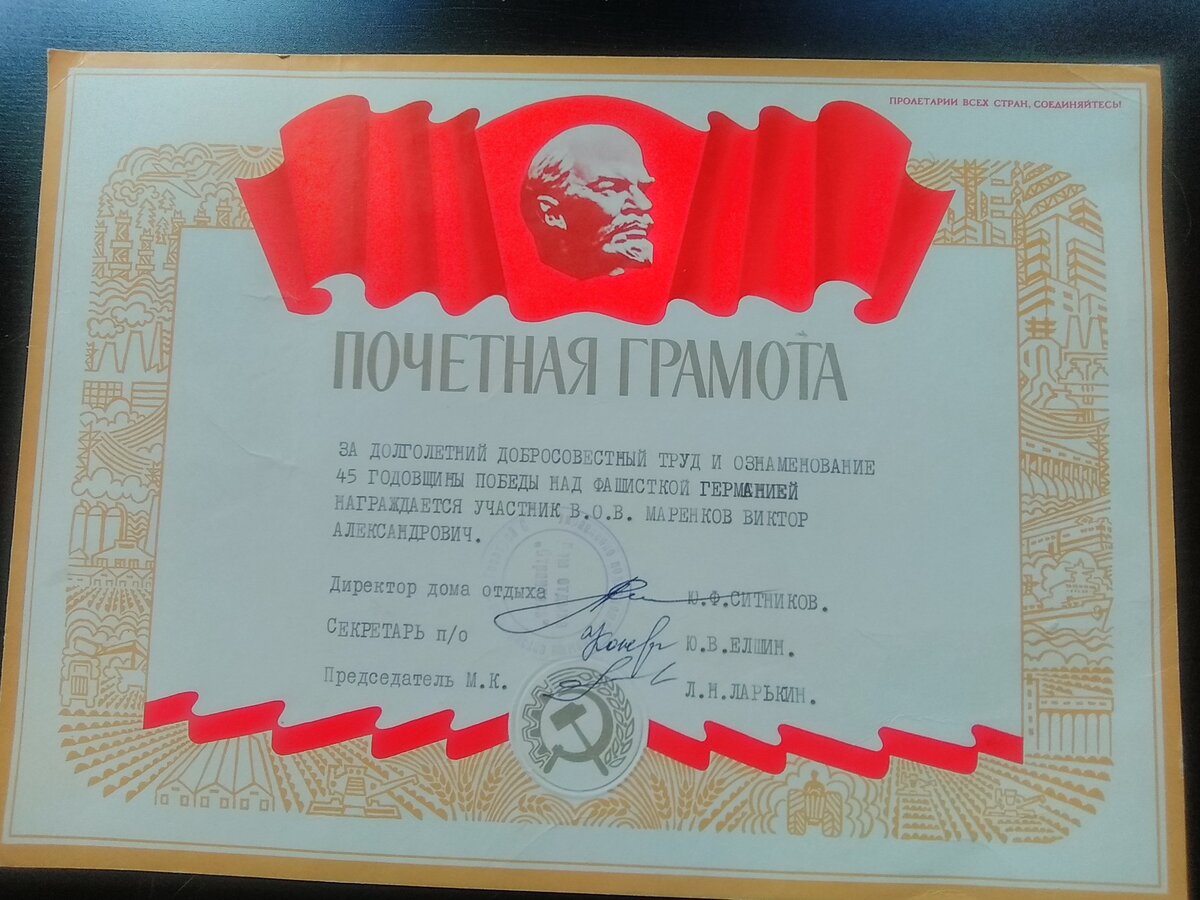 ПРОЛЕТАРИИ ВСЕХ СТРАН, СОЕДИНЯЙТЕСЬ!
ПОЧЕТНАЯ ГРАМОТА
ЗА ДОЛГОЛЕТНИЙ ДОБРОСОВЕСТНЫЙ ТРУД И ОЗНАМЕНОВАНИЕ
45 ГОДОВЩИНЫ ПОБЕДЫ НАД ФАШИСТКОЙ ГЕРМАНИЕЙ
НАГРАЖДАЕТСЯ УЧАСТНИК В.О.В. МАРЕНКОВ ВИКТОР
АЛЕКСАНДРОВИЧ.
Директор дома отдыха Ю.Ф.СИТНИКОВ.
СЕКРЕТАРЬ п/о Ю.В.ЕЛШИН.
Председатель М.К. Л.Н.ЛАРЬКИН.